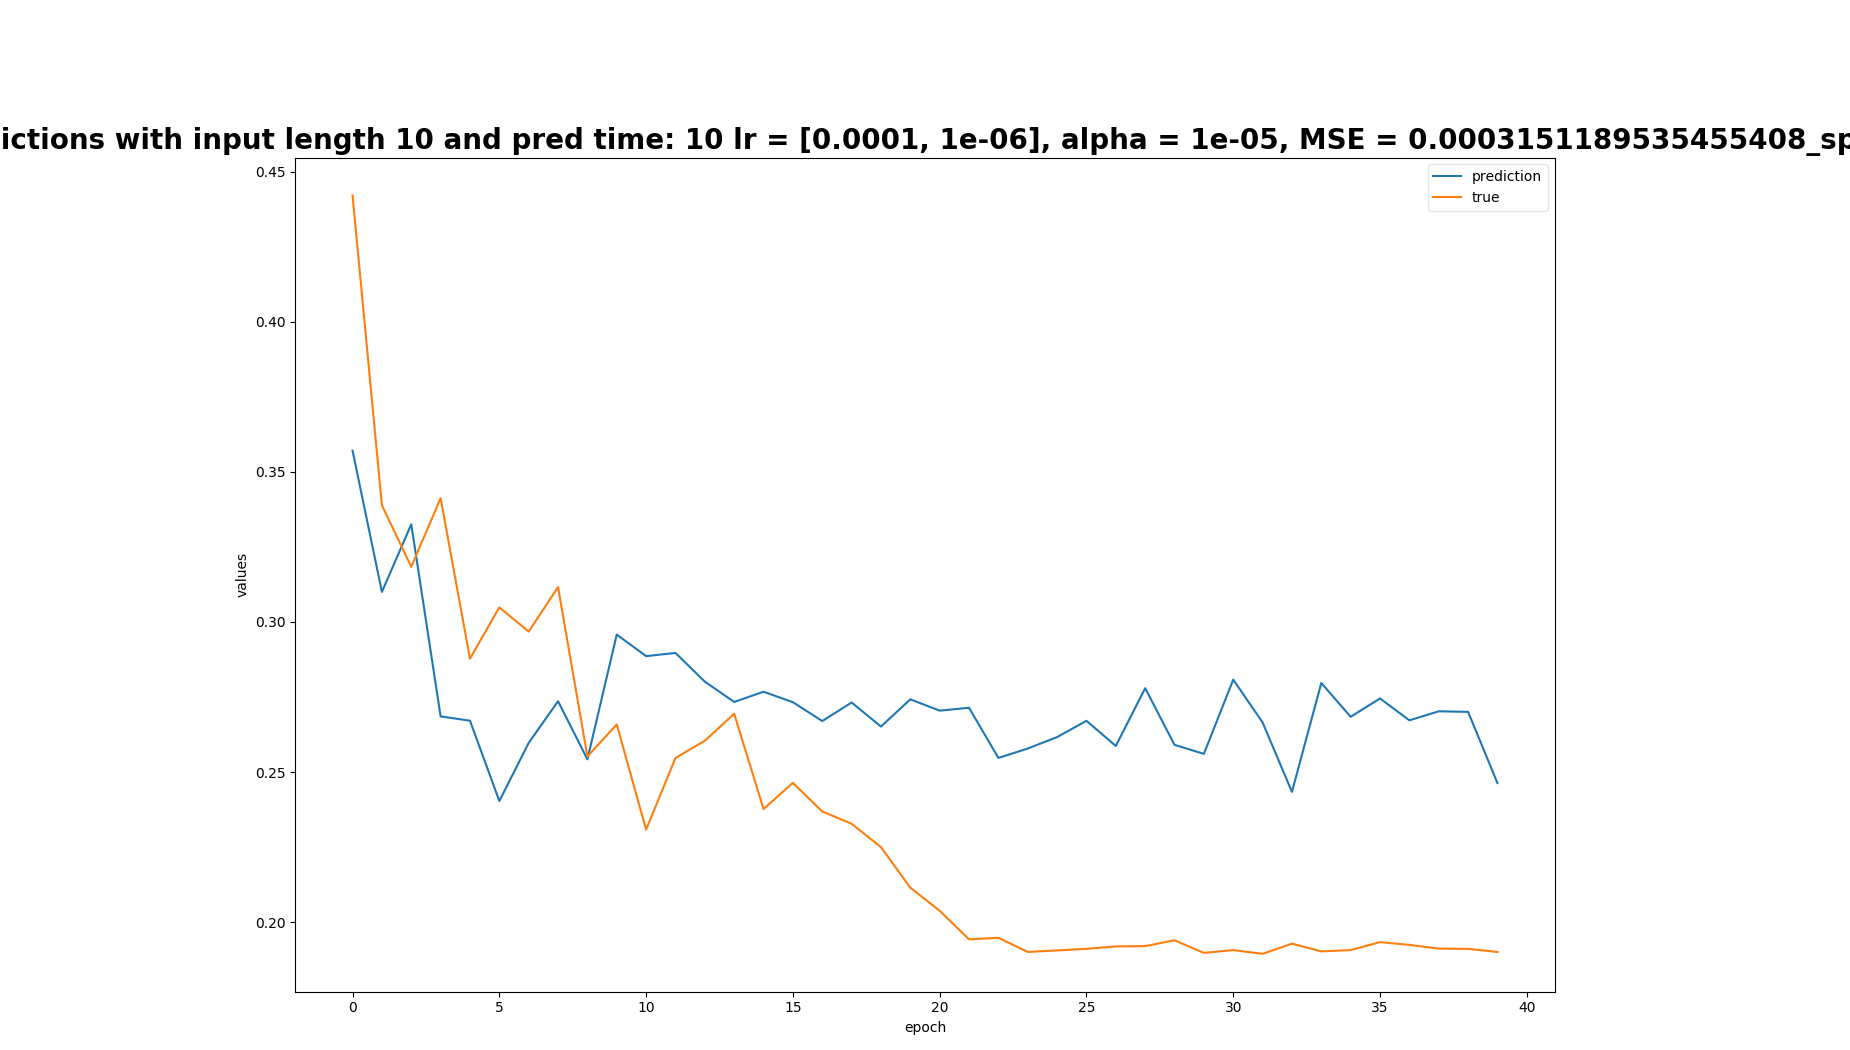 ictions with input length 10 and pred time: 10 lr = [0.0001, 1e-06], alpha = 1e-05, MSE = 0.0003151189535455408_sp
prediction
true
0.45
0.40
0.35
0.30
0.25
0.20
values
0 5 10 15 20 25 30 35 40
epoch